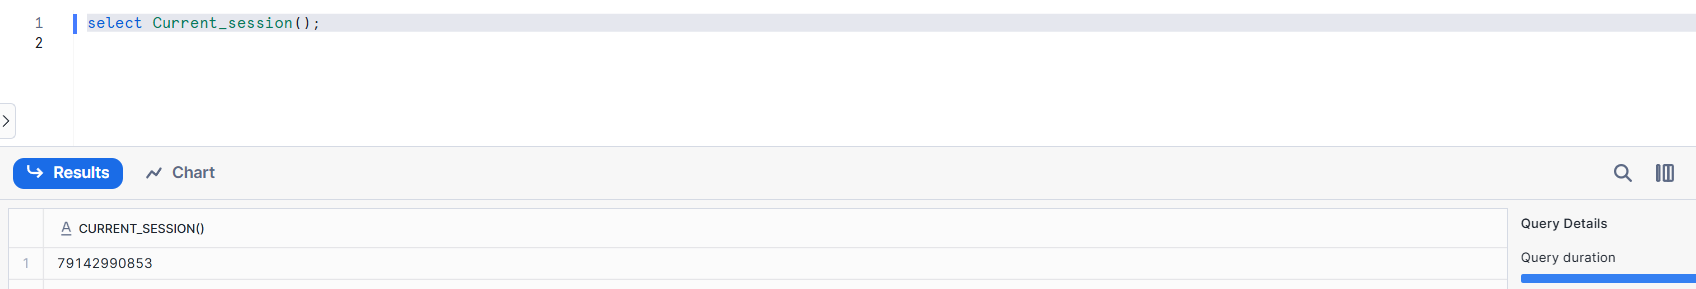 1 select Current_session();
2
Results Chart
A CURRENT_SESSION() Query Details
1 79142990853 Query duration